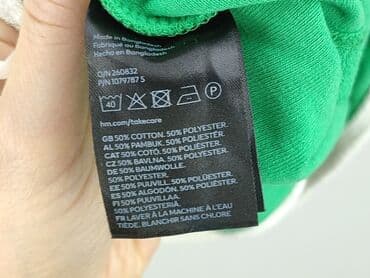 Made in Bangladesh
Fabriqué au Bangladesh
Hecho en Bangladesh
O/N 260832
P/N 1079787 S
40 P
hm.com/takecare
GB 50% COTTON. 50% POLYESTER.
AL 50% PAMBUK. 50% POLYESTER.
CAT 50% COTÓ. 50% POLIÈSTER.
CZ 50% BAVLNA. 50% POLYESTER.
DE 50% BAUMWOLLE.
50% POLYESTER.
EE 50% PUUVILL. 50% POLÜESTER.
ES 50% ALGODÓN. 50% POLIÉSTER.
FI 50% PUUVILLAA.
50% POLYESTERIA.
FR LAVER À LA MACHINE À L'EAU
TIÈDE. BLANCHIR SANS CHLORE